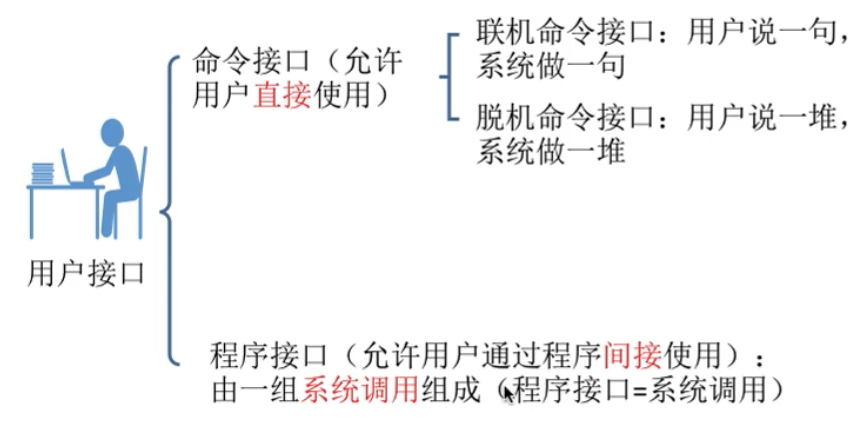 命令接口（允许
用户直接使用）
联机命令接口：用户说一句，
系统做一句
脱机命令接口：用户说一堆，
系统做一堆
用户接口
程序接口（允许用户通过程序间接使用）：
由一组系统调用组成（程序接口=系统调用）